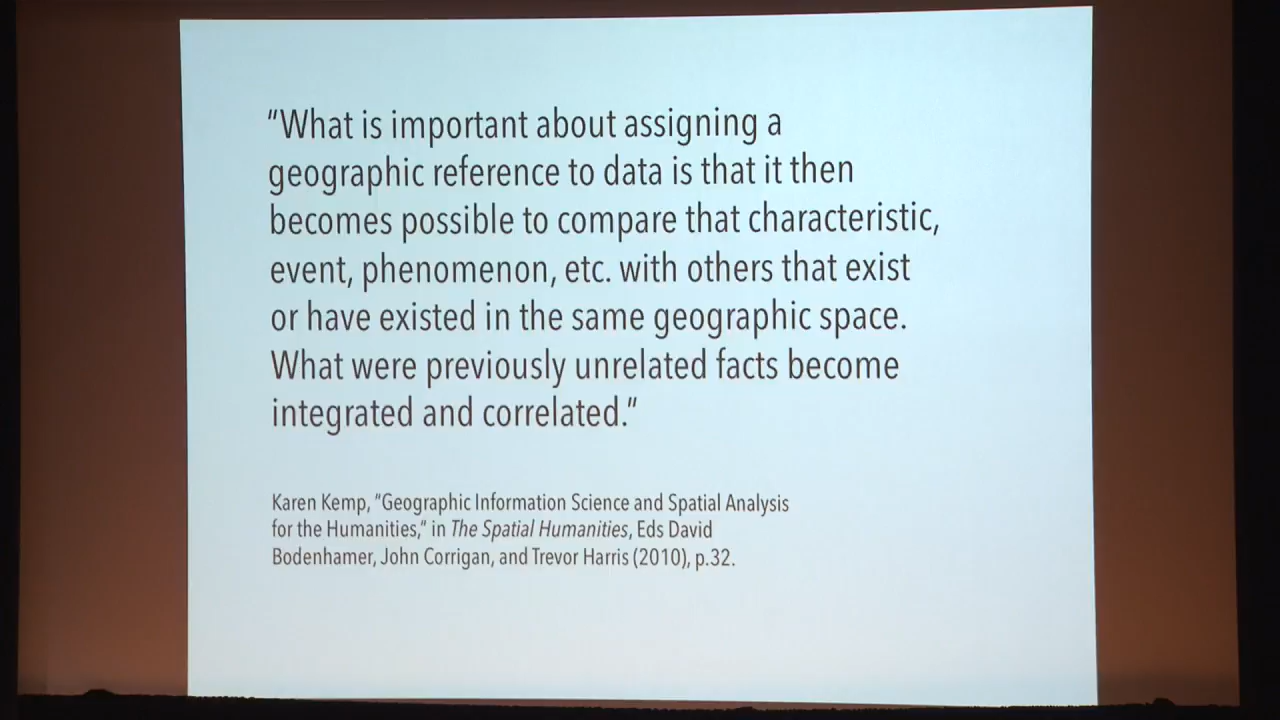 "What is important about assigning a
geographic reference to data is that it then
becomes possible to compare that characteristic,
event, phenomenon, etc. with others that exist
or have existed in the same geographic space.
What were previously unrelated facts become
integrated and correlated."
Karen Kemp, "Geographic Information Science and Spatial Analysis
for the Humanities," in The Spatial Humanities, Eds David
Bodenhamer, John Corrigan, and Trevor Harris (2010), p.32.